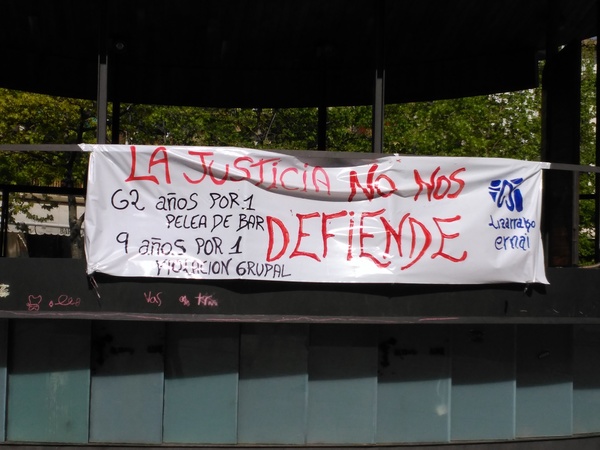 LA JUSTICIA NO NOS
DEFIENDE
62 años POR 1
PELEA DE BAR
9 años POR 1
VIOLACION GRUPAL
ernai